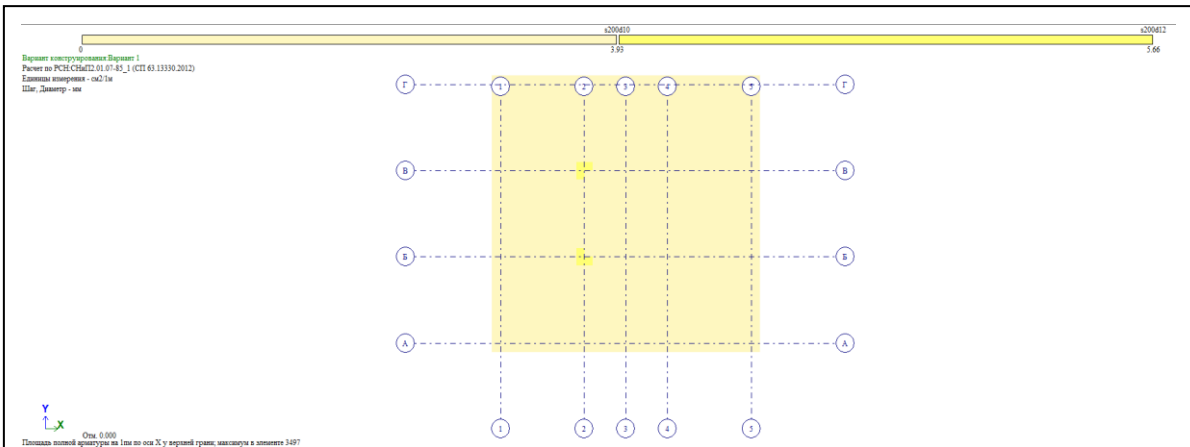 s200d10 s200d12
0 3.93 5.66
Вариант конструирования:Вариант 1
Расчет по РСН:СНиП2.01.07-85_1 (СП 63.13330.2012)
Единицы измерения - см2/1м
Шаг, Диаметр - мм
Г 1 2 3 4 5 Г
В В
Б Б
А А
Y
X
1 2 3 4 5
Отм. 0.000
Площадь полной арматуры на 1пм по оси X у верхней грани; максимум в элементе 3497